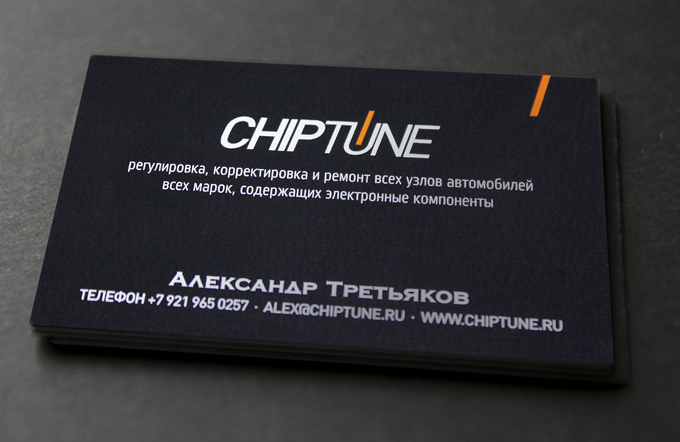 CHIPTUNE
регулировка, корректировка и ремонт всех узлов автомобилей
всех марок, содержащих электронные компоненты
Александр Третьяков
ТЕЛЕФОН +7 921 965 0257 · ALEX@CHIPTUNE.RU · WWW.CHIPTUNE.RU